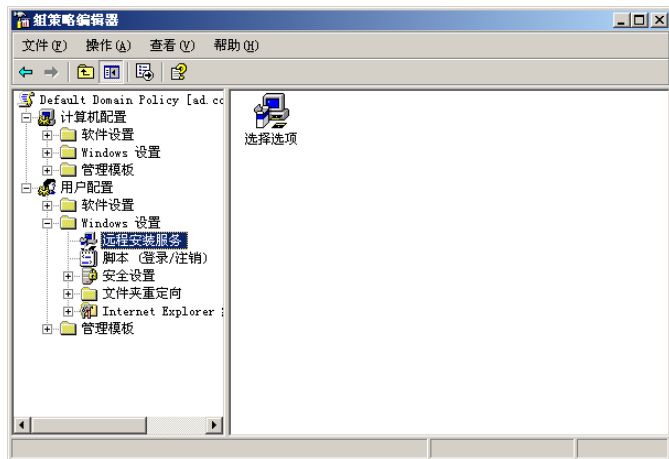 组策略编辑器
文件(F) 操作(A) 查看(V) 帮助(H)
Default Domain Policy [ad.co
计算机配置
软件设置
Windows 设置
管理模板
用户配置
软件设置
Windows 设置
远程安装服务
脚本 (登录/注销)
安全设置
文件夹重定向
Internet Explorer
管理模板
选择选项